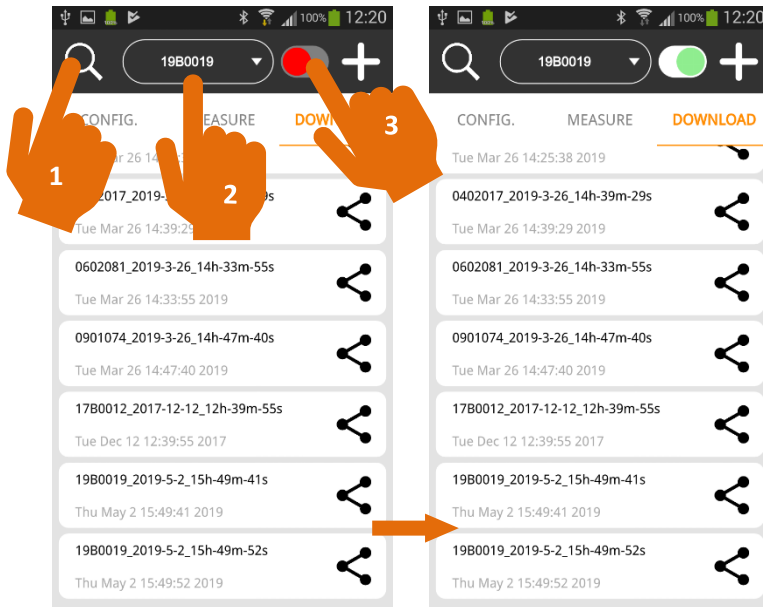 100% 12:20
19B0019
CONFIG. EASURE DOW
1
2
3
r 26 14
2017_2019- 9s
Tue Mar 26 14:39:29
0602081_2019-3-26_14h-33m-55s
Tue Mar 26 14:33:55 2019
0901074_2019-3-26_14h-47m-40s
Tue Mar 26 14:47:40 2019
17B0012_2017-12-12_12h-39m-55s
Tue Dec 12 12:39:55 2017
19B0019_2019-5-2_15h-49m-41s
Thu May 2 15:49:41 2019
19B0019_2019-5-2_15h-49m-52s
Thu May 2 15:49:52 2019
100% 12:20
19B0019
CONFIG. MEASURE DOWNLOAD
Tue Mar 26 14:25:38 2019
0402017_2019-3-26_14h-39m-29s
Tue Mar 26 14:39:29 2019
0602081_2019-3-26_14h-33m-55s
Tue Mar 26 14:33:55 2019
0901074_2019-3-26_14h-47m-40s
Tue Mar 26 14:47:40 2019
17B0012_2017-12-12_12h-39m-55s
Tue Dec 12 12:39:55 2017
19B0019_2019-5-2_15h-49m-41s
Thu May 2 15:49:41 2019
19B0019_2019-5-2_15h-49m-52s
Thu May 2 15:49:52 2019